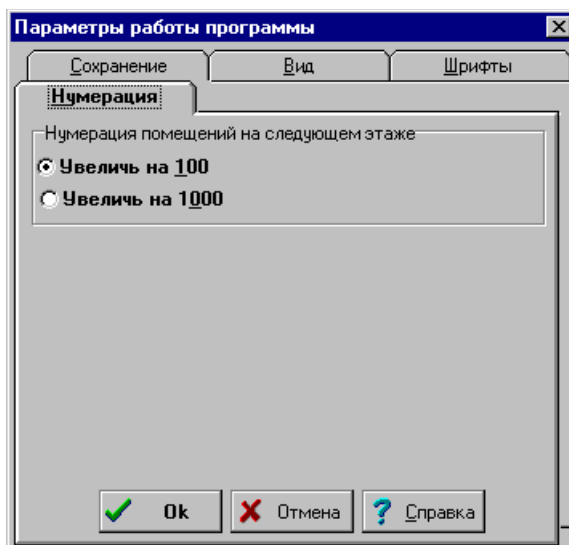 Параметры работы программы
Сохранение Вид Шрифты
Нумерация
Нумерация помещений на следующем этаже
Увеличь на 100
Увеличь на 1000
Ok Отмена Справка